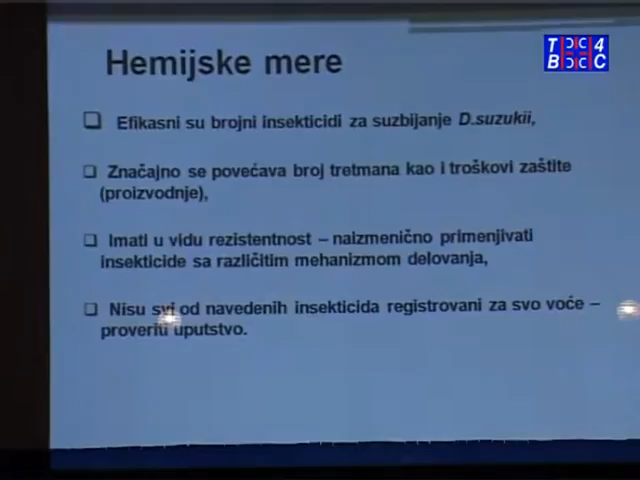 Hemijske mere
T 4
B C
❑ Efikasni su brojni insekticidi za suzbijanje D.suzukii,
❑ Značajno se povećava broj tretmana kao i troškovi zaštite
(proizvodnje),
❑ Imati u vidu rezistentnost – naizmenično primenjivati
insekticide sa različitim mehanizmom delovanja,
❑ Nisu svi od navedenih insekticida registrovani za svo voće –
proveriti uputstvo.